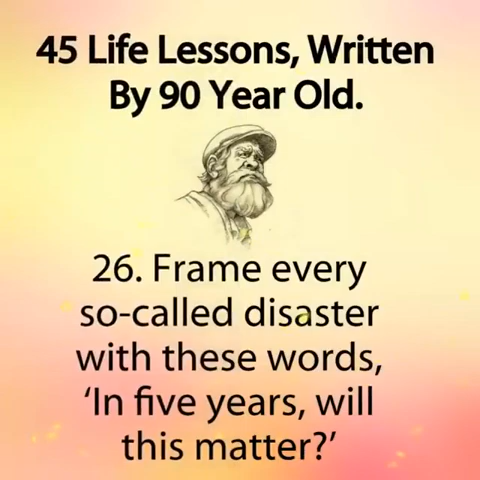 45 Life Lessons, Written
By 90 Year Old.
26. Frame every
so-called disaster
with these words,
‘In five years, will
this matter?’